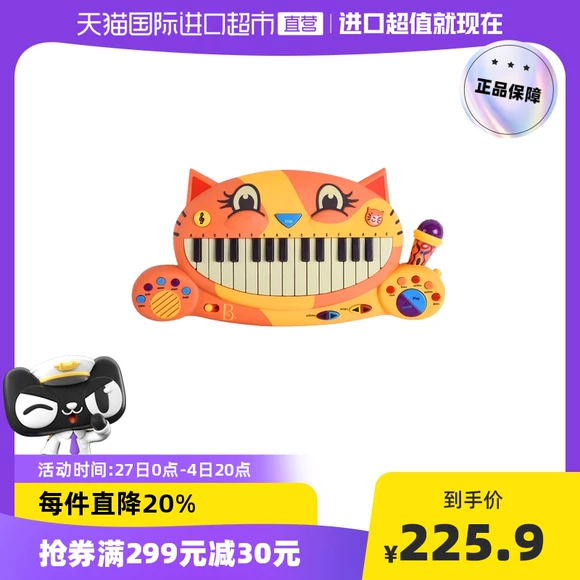 天猫国际进口超市 直营 进口超值就现在
正品保障
B.
活动时间:27日0点-4日20点
每件直降20%
到手价
¥225.9
抢券满299元减30元